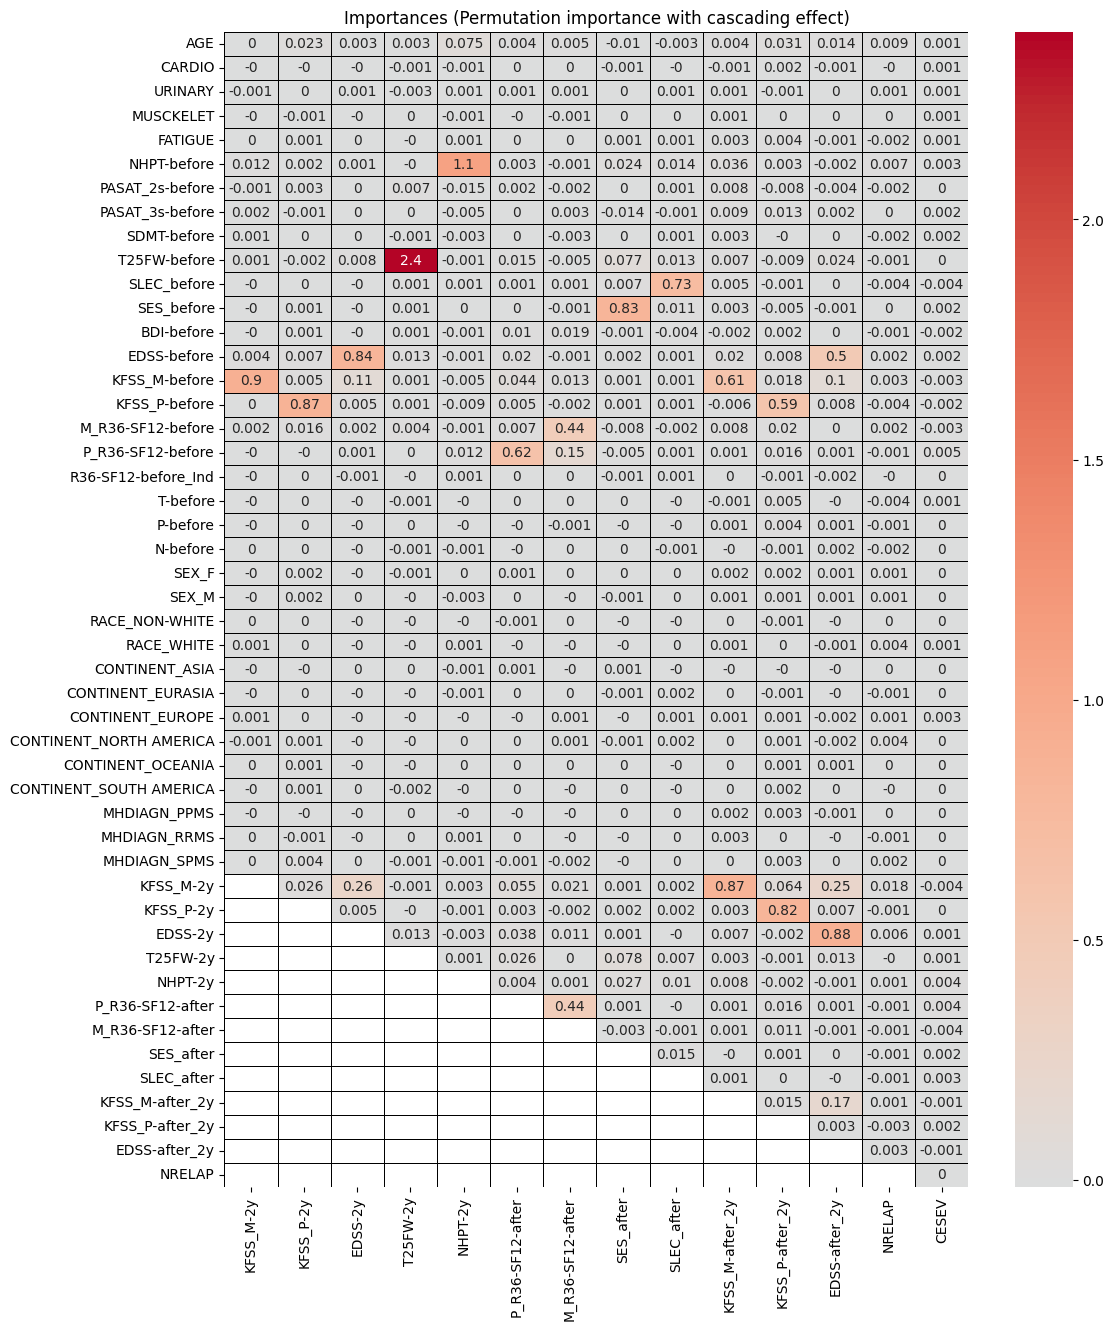 Importances (Permutation importance with cascading effect)
AGE 0 0.023 0.003 0.003 0.075 0.004 0.005 -0.01 -0.003 0.004 0.031 0.014 0.009 0.001
CARDIO -0 -0 -0 -0.001 -0.001 0 0 -0.001 -0 -0.001 0.002 -0.001 -0 0.001
URINARY -0.001 0 0.001 -0.003 0.001 0.001 0.001 0 0.001 0.001 -0.001 0 0.001 0.001
MUSCKELET -0 -0.001 -0 0 -0.001 -0 -0.001 0 0 0.001 0 0 0 0.001
FATIGUE 0 0.001 0 -0 0.001 0 0 0.001 0.001 0.003 0.004 -0.001 -0.002 0.001
NHPT-before 0.012 0.002 0.001 -0 1.1 0.003 -0.001 0.024 0.014 0.036 0.003 -0.002 0.007 0.003
PASAT_2s-before -0.001 0.003 0 0.007 -0.015 0.002 -0.002 0 0.001 0.008 -0.008 -0.004 -0.002 0
PASAT_3s-before 0.002 -0.001 0 0 -0.005 0 0.003 -0.014 -0.001 0.009 0.013 0.002 0 0.002
SDMT-before 0.001 0 0 -0.001 -0.003 0 -0.003 0 0.001 0.003 -0 0 -0.002 0.002
T25FW-before 0.001 -0.002 0.008 2.4 -0.001 0.015 -0.005 0.077 0.013 0.007 -0.009 0.024 -0.001 0
SLEC_before -0 0 -0 0.001 0.001 0.001 0.001 0.007 0.73 0.005 -0.001 0 -0.004 -0.004
SES_before -0 0.001 -0 0.001 0 0 -0.001 0.83 0.011 0.003 -0.005 -0.001 0 0.002
BDI-before -0 0.001 -0 0.001 -0.001 0.01 0.019 -0.001 -0.004 -0.002 0.002 0 -0.001 -0.002
EDSS-before 0.004 0.007 0.84 0.013 -0.001 0.02 -0.001 0.002 0.001 0.02 0.008 0.5 0.002 0.002
KFSS_M-before 0.9 0.005 0.11 0.001 -0.005 0.044 0.013 0.001 0.001 0.61 0.018 0.1 0.003 -0.003
KFSS_P-before 0 0.87 0.005 0.001 -0.009 0.005 -0.002 0.001 0.001 -0.006 0.59 0.008 -0.004 -0.002
M_R36-SF12-before 0.002 0.016 0.002 0.004 -0.001 0.007 0.44 -0.008 -0.002 0.008 0.02 0 0.002 -0.003
P_R36-SF12-before -0 -0 0.001 0 0.012 0.62 0.15 -0.005 0.001 0.001 0.016 0.001 -0.001 0.005
R36-SF12-before_Ind -0 0 -0.001 -0 0.001 0 0 -0.001 0.001 0 -0.001 -0.002 -0 0
T-before -0 0 -0 -0.001 -0 0 0 -0 -0 -0.001 0.005 -0 -0.004 0.001
P-before -0 0 -0 0 -0 -0 -0.001 -0 -0 0.001 0.004 0.001 -0.001 0
N-before 0 0 -0 -0.001 -0.001 -0 0 0 -0.001 -0 -0.001 0.002 -0.002 0
SEX_F -0 0.002 -0 -0.001 0 0.001 0 0 0 0.002 0.002 0.001 0.001 0
SEX_M -0 0.002 0 -0 -0.003 0 -0 -0.001 0 0.001 0.001 0.001 0.001 0
RACE_NON-WHITE 0 0 -0 -0 -0 -0.001 0 -0 0 0 -0.001 -0 0 0
RACE_WHITE 0.001 0 -0 0 0.001 -0 -0 -0 0 0.001 0 -0.001 0.004 0.001
CONTINENT_ASIA -0 -0 0 0 -0.001 0.001 -0 0.001 -0 -0 -0 -0 0 0
CONTINENT_EURASIA -0 0 -0 -0 -0.001 0 0 -0.001 0.002 0 -0.001 -0 -0.001 0
CONTINENT_EUROPE 0.001 0 -0 -0 -0 -0 0.001 -0 0.001 0.001 0.001 -0.002 0.001 0.003
CONTINENT_NORTH AMERICA -0.001 0.001 -0 -0 0 0 0.001 -0.001 0.002 0 0.001 -0.002 0.004 0
CONTINENT_OCEANIA 0 0.001 -0 -0 0 0 0 0 -0 0 0.001 0.001 0 0
CONTINENT_SOUTH AMERICA -0 0.001 0 -0.002 -0 0 -0 0 -0 0 0.002 0 -0 0
MHDIAGN_PPMS -0 -0 -0 0 -0 -0 -0 0 0 0.002 0.003 -0.001 0 0
MHDIAGN_RRMS 0 -0.001 -0 0 0.001 0 -0 -0 0 0.003 0 -0 -0.001 0
MHDIAGN_SPMS 0 0.004 0 -0.001 -0.001 -0.001 -0.002 -0 0 0 0.003 0 0.002 0
KFSS_M-2y 0.026 0.26 -0.001 0.003 0.055 0.021 0.001 0.002 0.87 0.064 0.25 0.018 -0.004
KFSS_P-2y 0.005 -0 -0.001 0.003 -0.002 0.002 0.002 0.003 0.82 0.007 -0.001 0
EDSS-2y 0.013 -0.003 0.038 0.011 0.001 -0 0.007 -0.002 0.88 0.006 0.001
T25FW-2y 0.001 0.026 0 0.078 0.007 0.003 -0.001 0.013 -0 0.001
NHPT-2y 0.004 0.001 0.027 0.01 0.008 -0.002 -0.001 0.001 0.004
P_R36-SF12-after 0.44 0.001 -0 0.001 0.016 0.001 -0.001 0.004
M_R36-SF12-after -0.003 -0.001 0.001 0.011 -0.001 -0.001 -0.004
SES_after 0.015 -0 0.001 0 -0.001 0.002
SLEC_after 0.001 0 -0 -0.001 0.003
KFSS_M-after_2y 0.015 0.17 0.001 -0.001
KFSS_P-after_2y 0.003 -0.003 0.002
EDSS-after_2y 0.003 -0.001
NRELAP 0
KFSS_M-2y
KFSS_P-2y
EDSS-2y
T25FW-2y
NHPT-2y
P_R36-SF12-after
M_R36-SF12-after
SES_after
SLEC_after
KFSS_M-after_2y
KFSS_P-after_2y
EDSS-after_2y
NRELAP
CESEV
2.0
1.5
1.0
0.5
0.0